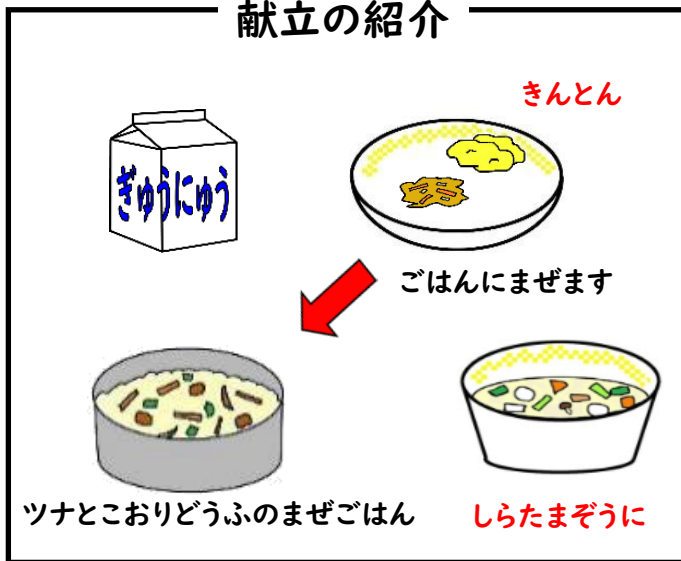 献立の紹介
きんとん
ぎゅうにゅう
ごはんにまぜます
ツナとこおりどうふのまぜごはん
しらたまぞうに